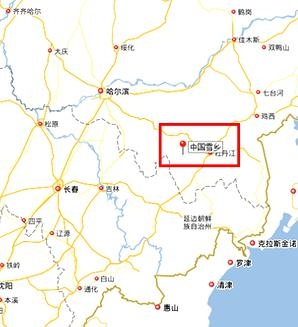 齐齐哈尔
鹤岗
佳木斯
大庆
绥化
双鸭山
七台河
哈尔滨
鸡西
松原
中国雪乡
牡丹江
长春
吉林
延边朝鲜
族自治州
四平
辽源
克拉斯金诺
罗津
铁岭
白山
清津
沈阳
通化
本溪
惠山